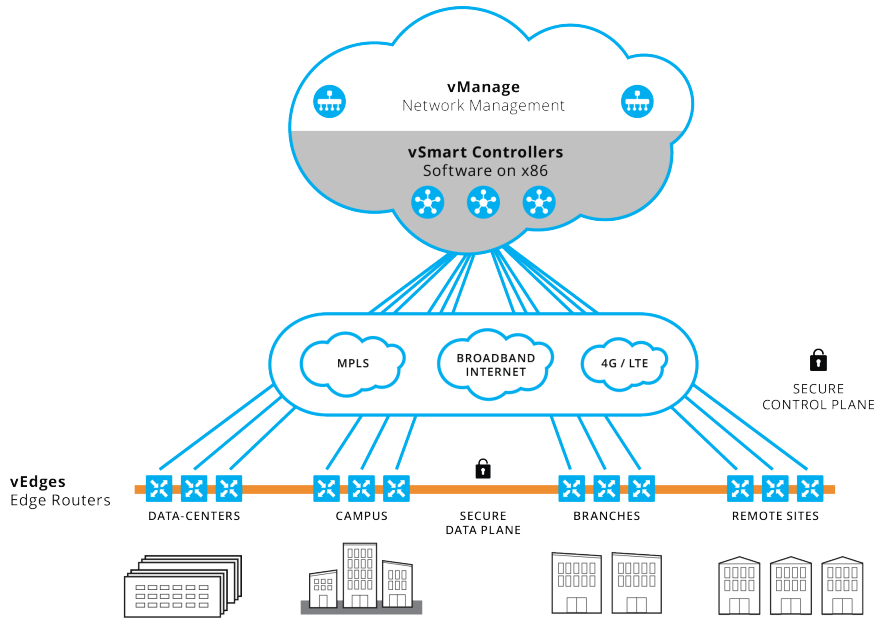 vManage
Network Management
vSmart Controllers
Software on x86
MPLS
BROADBAND
INTERNET
4G / LTE
SECURE
CONTROL PLANE
vEdges
Edge Routers
DATA-CENTERS
CAMPUS
SECURE
DATA PLANE
BRANCHES
REMOTE SITES